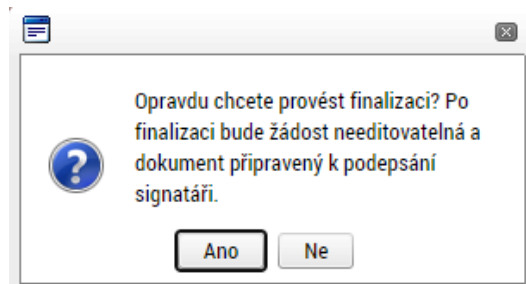 Opravdu chcete provést finalizaci? Po
finalizaci bude žádost needitovatelná a
dokument připravený k podepsání
signatáři.
Ano
Ne